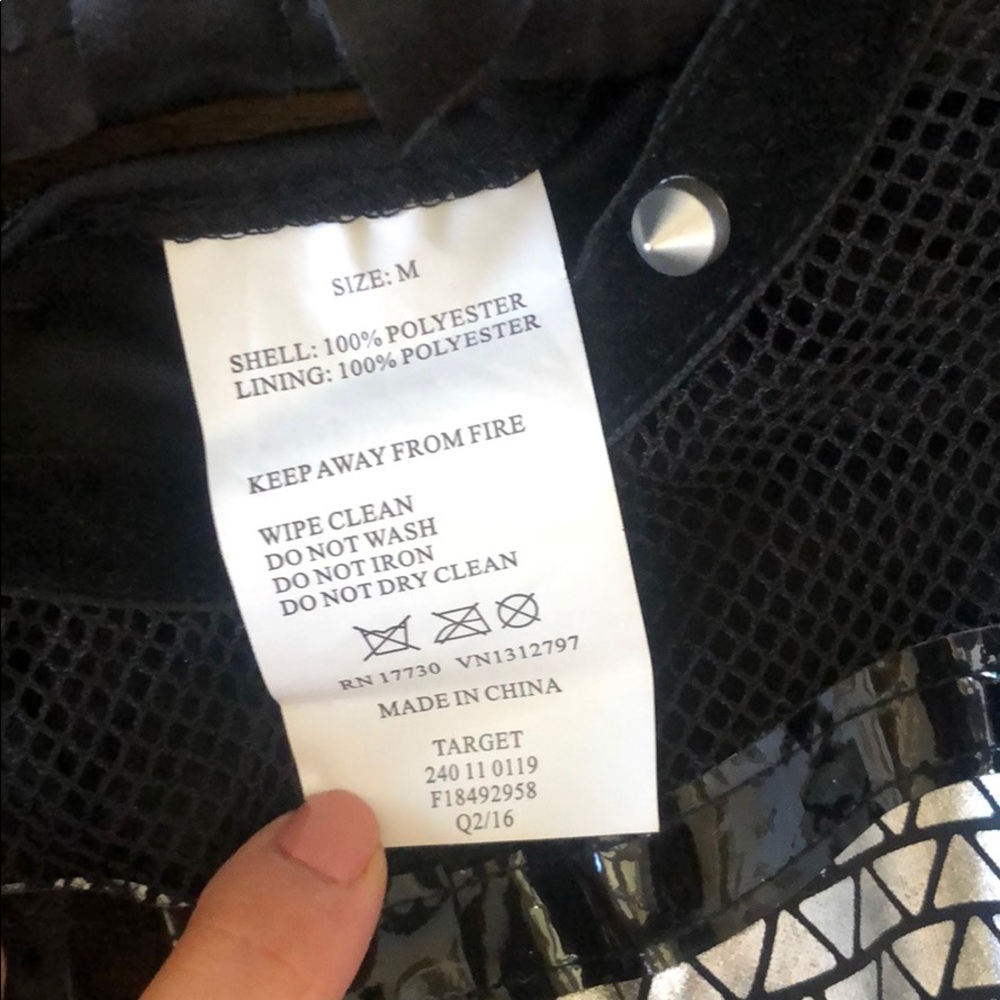 SIZE: M
SHELL: 100% POLYESTER
LINING: 100% POLYESTER
KEEP AWAY FROM FIRE
WIPE CLEAN
DO NOT WASH
DO NOT IRON
DO NOT DRY CLEAN
RN 17730 VN1312797
MADE IN CHINA
TARGET
240 11 0119
F18492958
Q2/16